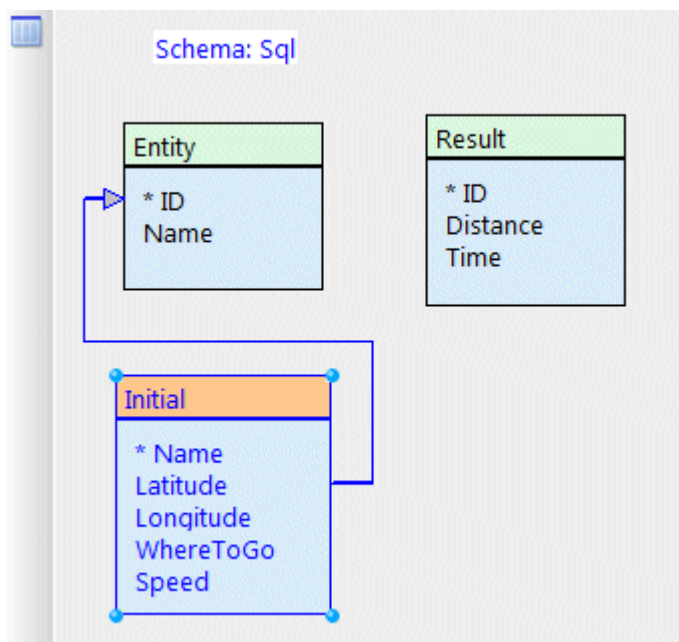 Schema: Sql
Entity
* ID
Name
Result
* ID
Distance
Time
Initial
* Name
Latitude
Longitude
WhereToGo
Speed